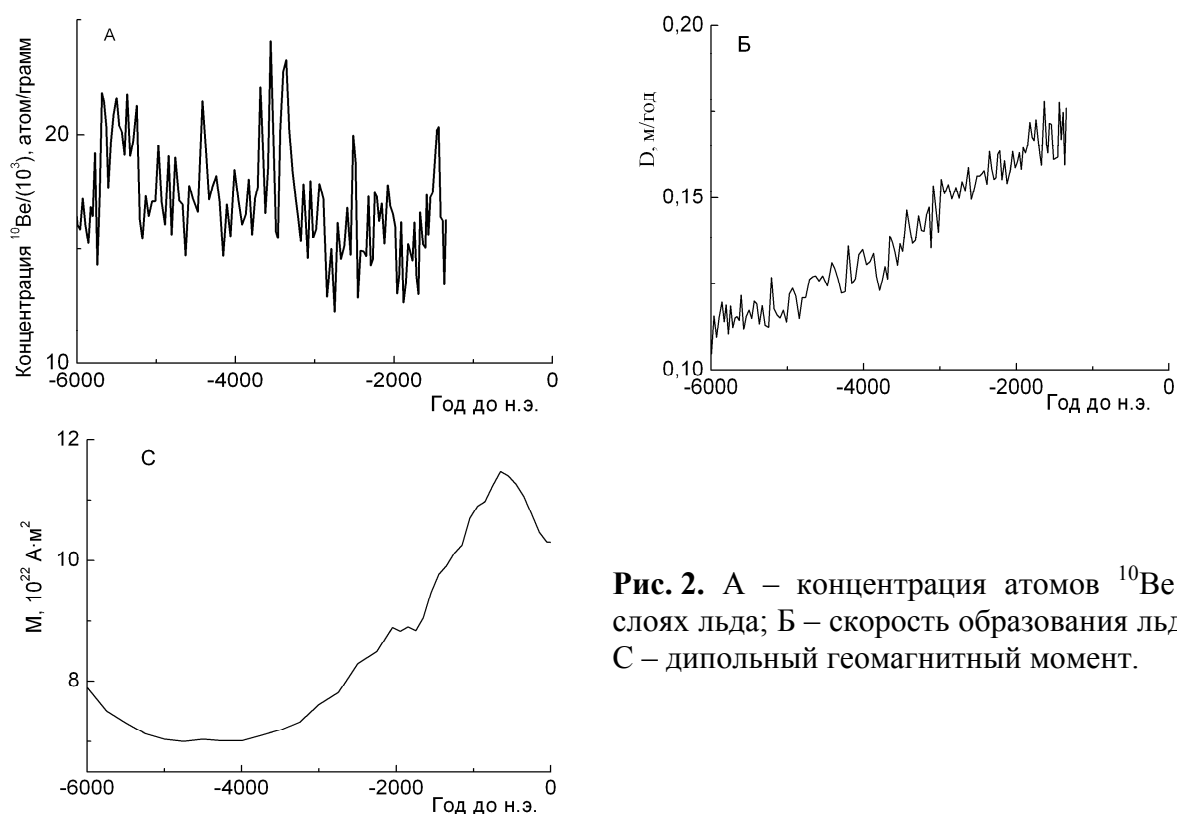 А
Концентрация ¹⁰Be/(10³), атом/грамм
20
10
-6000 -4000 -2000 0
Год до н.э.
Б
D, м/год
0,20
0,15
0,10
-6000 -4000 -2000 0
Год до н.э.
С
М, 10²² А·м²
12
10
8
-6000 -4000 -2000 0
Год до н.э.
Рис. 2. А – концентрация атомов ¹⁰Be
слоях льда; Б – скорость образования льд
С – дипольный геомагнитный момент.